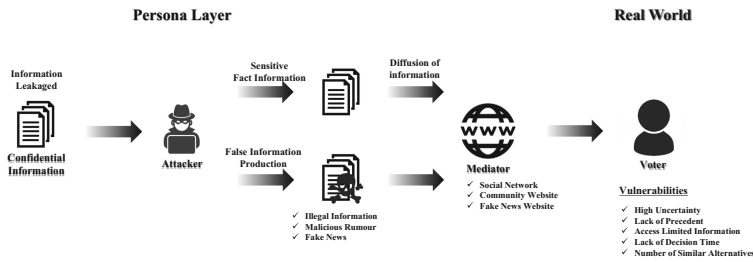 Persona Layer
Real World
Information
Leakaged
Confidential
Information
Attacker
Sensitive
Fact Information
False Information
Production
✓ Illegal Information
✓ Malicious Rumour
✓ Fake News
Diffusion of
information
WWW
Mediator
✓ Social Network
✓ Community Website
✓ Fake News Website
Voter
Vulnerabilities
✓ High Uncertainty
✓ Lack of Precedent
✓ Access Limited Information
✓ Lack of Decision Time
✓ Number of Similar Alternatives